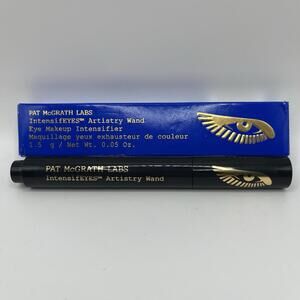 PAT McGRATH LABS
IntensifEYES™ Artistry Wand
Eye Makeup Intensifier
Maquillage yeux exhausteur de couleur
1.5 g / Net Wt. 0.05 Oz.
PAT McGRATH LABS
IntensifEYES™ Artistry Wand